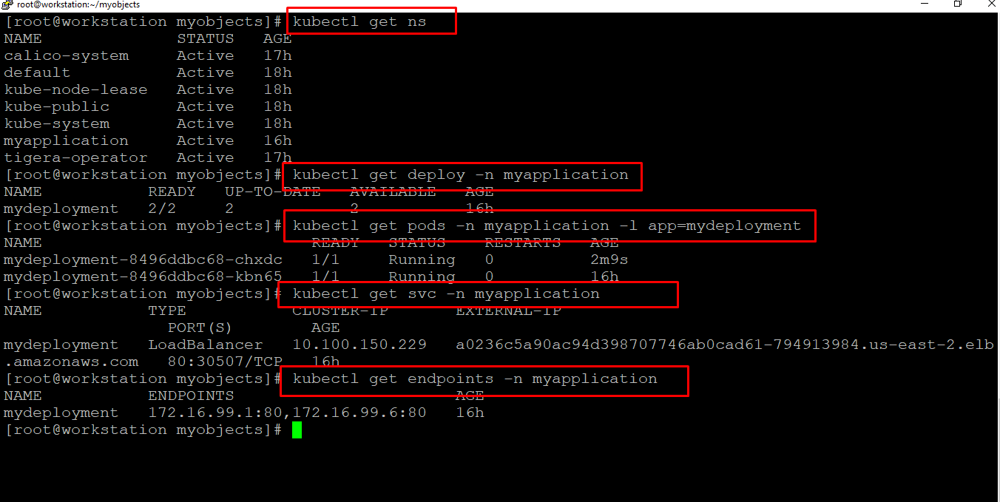 root@workstation:~/myobjects
[root@workstation myobjects]# kubectl get ns
NAME STATUS AGE
calico-system Active 17h
default Active 18h
kube-node-lease Active 18h
kube-public Active 18h
kube-system Active 18h
myapplication Active 16h
tigera-operator Active 17h
[root@workstation myobjects]# kubectl get deploy -n myapplication
NAME READY UP-TO-DATE AVAILABLE AGE
mydeployment 2/2 2 2 16h
[root@workstation myobjects]# kubectl get pods -n myapplication -l app=mydeployment
NAME READY STATUS RESTARTS AGE
mydeployment-8496ddbc68-chxdc 1/1 Running 0 2m9s
mydeployment-8496ddbc68-kbn65 1/1 Running 0 16h
[root@workstation myobjects]# kubectl get svc -n myapplication
NAME TYPE CLUSTER-IP EXTERNAL-IP
PORT(S) AGE
mydeployment LoadBalancer 10.100.150.229 a0236c5a90ac94d398707746ab0cad61-794913984.us-east-2.elb
.amazonaws.com 80:30507/TCP 16h
[root@workstation myobjects]# kubectl get endpoints -n myapplication
NAME ENDPOINTS AGE
mydeployment 172.16.99.1:80,172.16.99.6:80 16h
[root@workstation myobjects]#